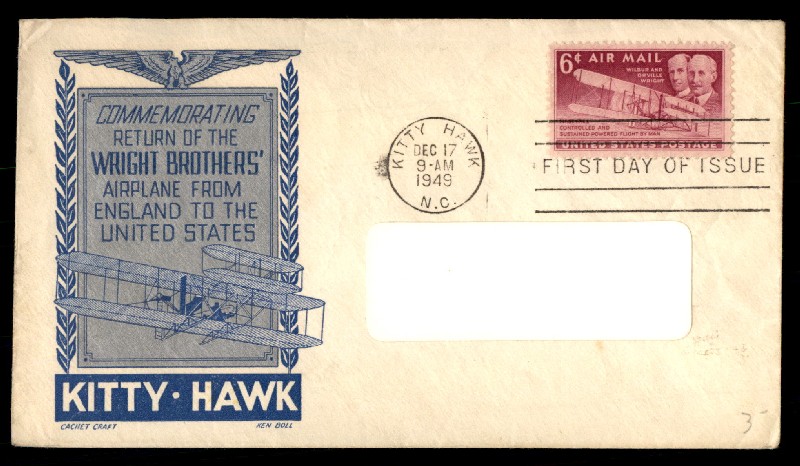 COMMEMORATING
RETURN OF THE
WRIGHT BROTHERS'
AIRPLANE FROM
ENGLAND TO THE
UNITED STATES
KITTY · HAWK
CACHET CRAFT
KEN BOLL
KITTY HAWK
DEC 17
9-AM
1949
N.C.
6¢ AIR MAIL
WILBUR AND
ORVILLE
WRIGHT
CONTROLLED AND
SUSTAINED POWERED FLIGHT BY MAN
UNITED STATES POSTAGE
FIRST DAY OF ISSUE
3-